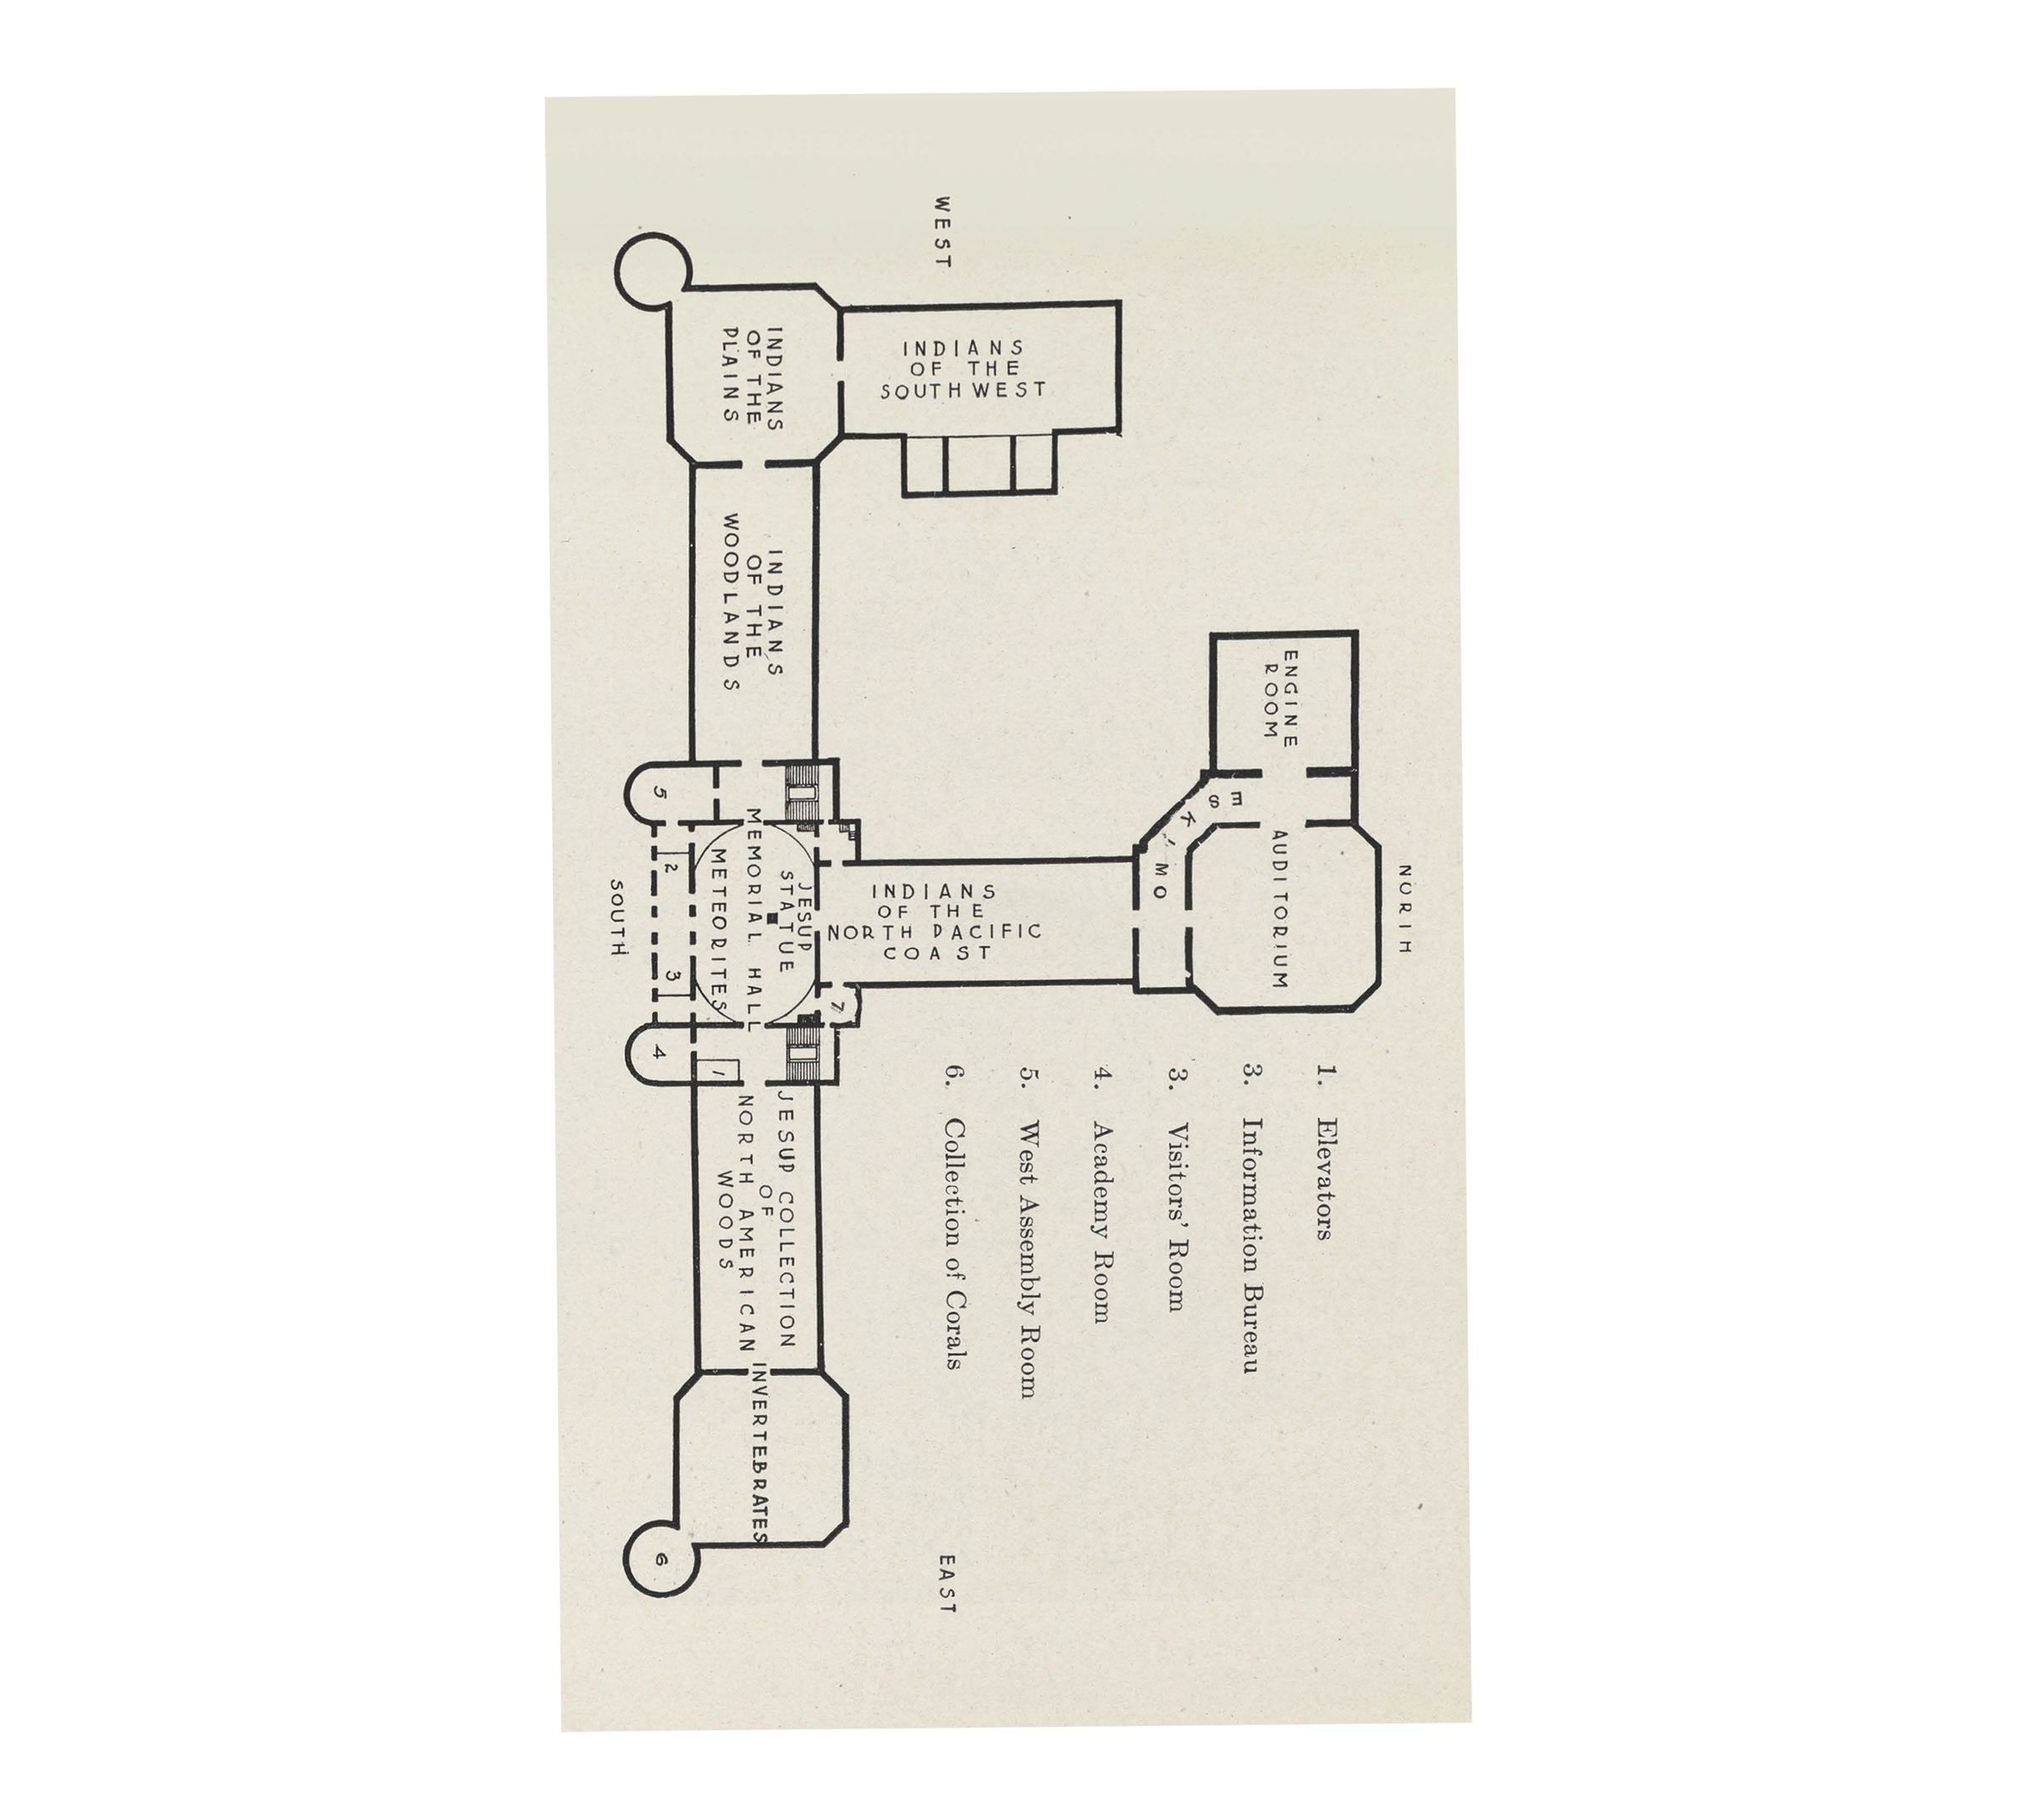 NORTH
WEST
EAST
SOUTH
ENGINE
ROOM
AUDITORIUM
ESKIMO
INDIANS
OF THE
SOUTHWEST
INDIANS
OF THE
NORTH PACIFIC
COAST
INDIANS
OF THE
PLAINS
INDIANS
OF THE
WOODLANDS
JESUP
STATUE
MEMORIAL HALL
METEORITES
JESUP COLLECTION
OF
NORTH AMERICAN
WOODS
INVERTEBRATES
5
2
3
4
1
7
6
1. Elevators
3. Information Bureau
3. Visitors' Room
4. Academy Room
5. West Assembly Room
6. Collection of Corals